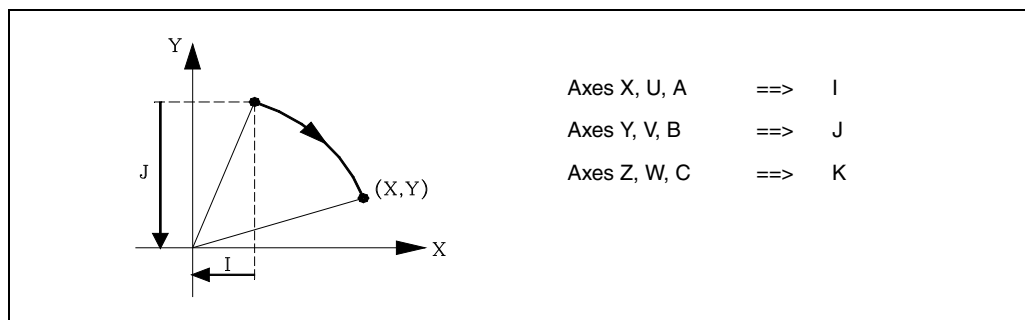 Y
J
(X,Y)
X
I
Axes X, U, A ==> I
Axes Y, V, B ==> J
Axes Z, W, C ==> K